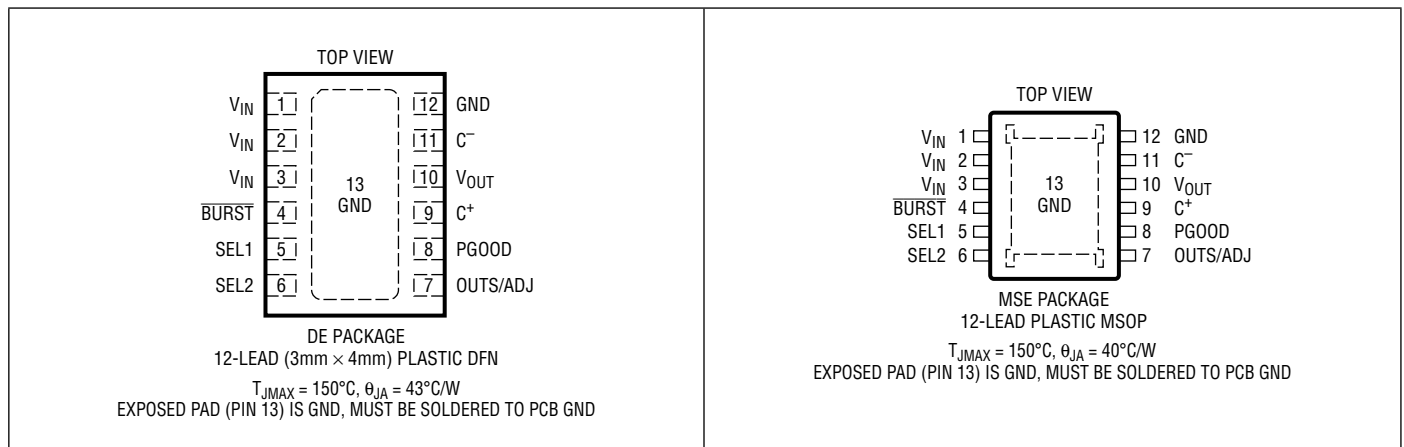 TOP VIEW
V_IN 1 12 GND
V_IN 2 11 C⁻
V_IN 3 13 10 V_OUT
GND
BURST 4 9 C⁺
SEL1 5 8 PGOOD
SEL2 6 7 OUTS/ADJ
DE PACKAGE
12-LEAD (3mm × 4mm) PLASTIC DFN
T_JMAX = 150°C, θ_JA = 43°C/W
EXPOSED PAD (PIN 13) IS GND, MUST BE SOLDERED TO PCB GND
TOP VIEW
V_IN 1 12 GND
V_IN 2 11 C⁻
V_IN 3 13 10 V_OUT
BURST 4 GND 9 C⁺
SEL1 5 8 PGOOD
SEL2 6 7 OUTS/ADJ
MSE PACKAGE
12-LEAD PLASTIC MSOP
T_JMAX = 150°C, θ_JA = 40°C/W
EXPOSED PAD (PIN 13) IS GND, MUST BE SOLDERED TO PCB GND